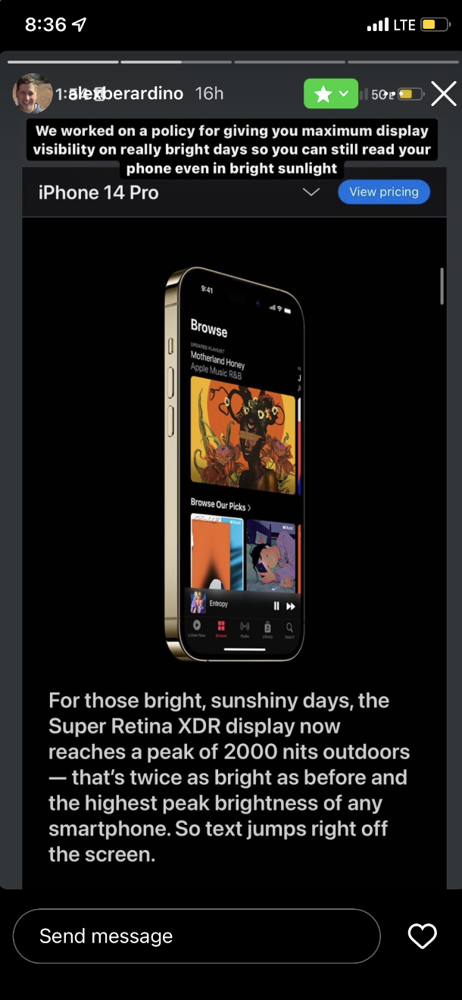 8:36
LTE
alexberardino 16h
We worked on a policy for giving you maximum display
visibility on really bright days so you can still read your
phone even in bright sunlight
iPhone 14 Pro
View pricing
9:41
Browse
UPDATED PLAYLIST
Motherland Honey
Apple Music R&B
Browse Our Picks >
Entropy
Listen Now Browse Radio Library Search
For those bright, sunshiny days, the
Super Retina XDR display now
reaches a peak of 2000 nits outdoors
— that’s twice as bright as before and
the highest peak brightness of any
smartphone. So text jumps right off
the screen.
Send message